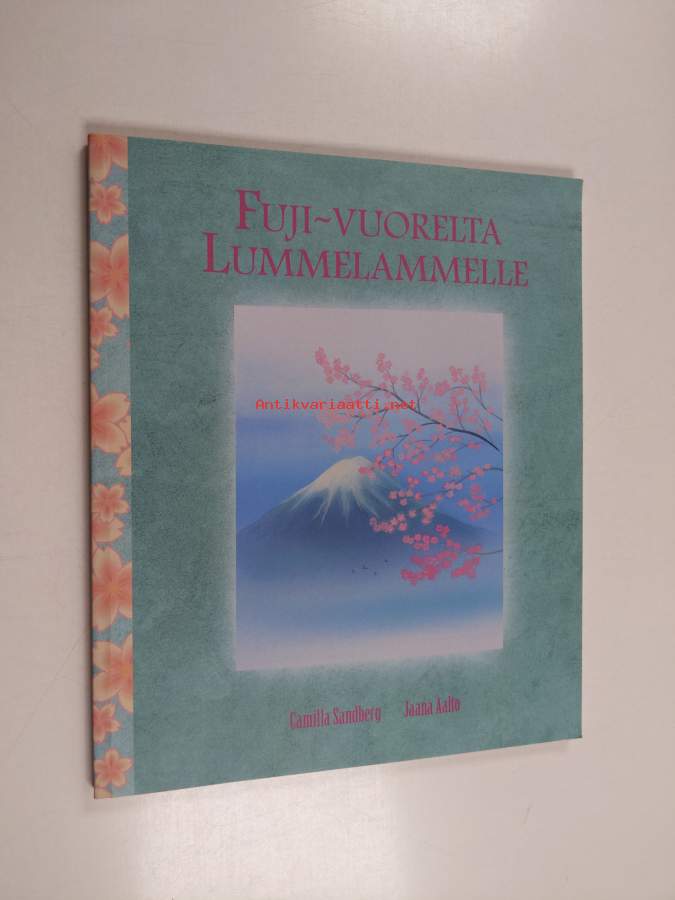 FUJI~VUORELTA
LUMMELAMMELLE
Antikvariaatti.net
Camilla Sandberg Jaana Aalto